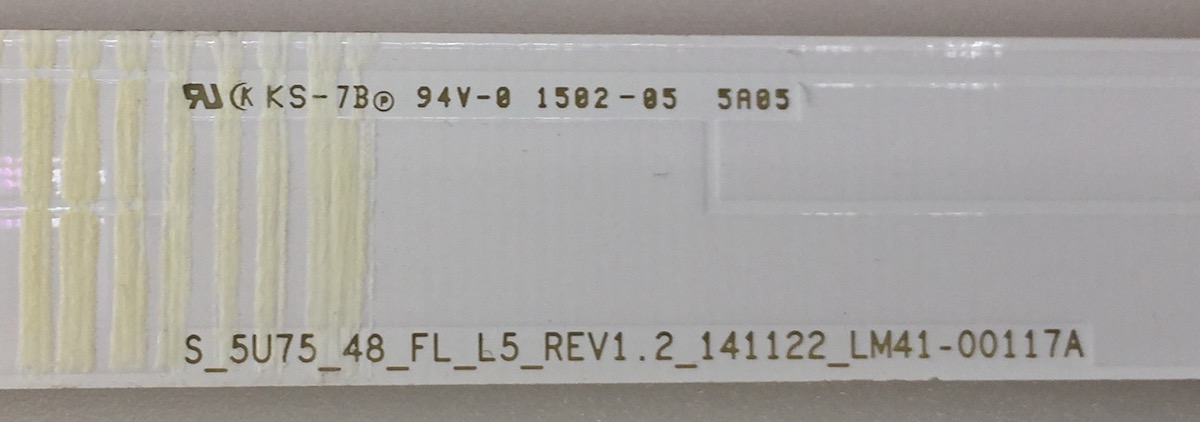 KS-7B℗ 94V-0 1502-05 5A05
S_5U75_48_FL_L5_REV1.2_141122_LM41-00117A